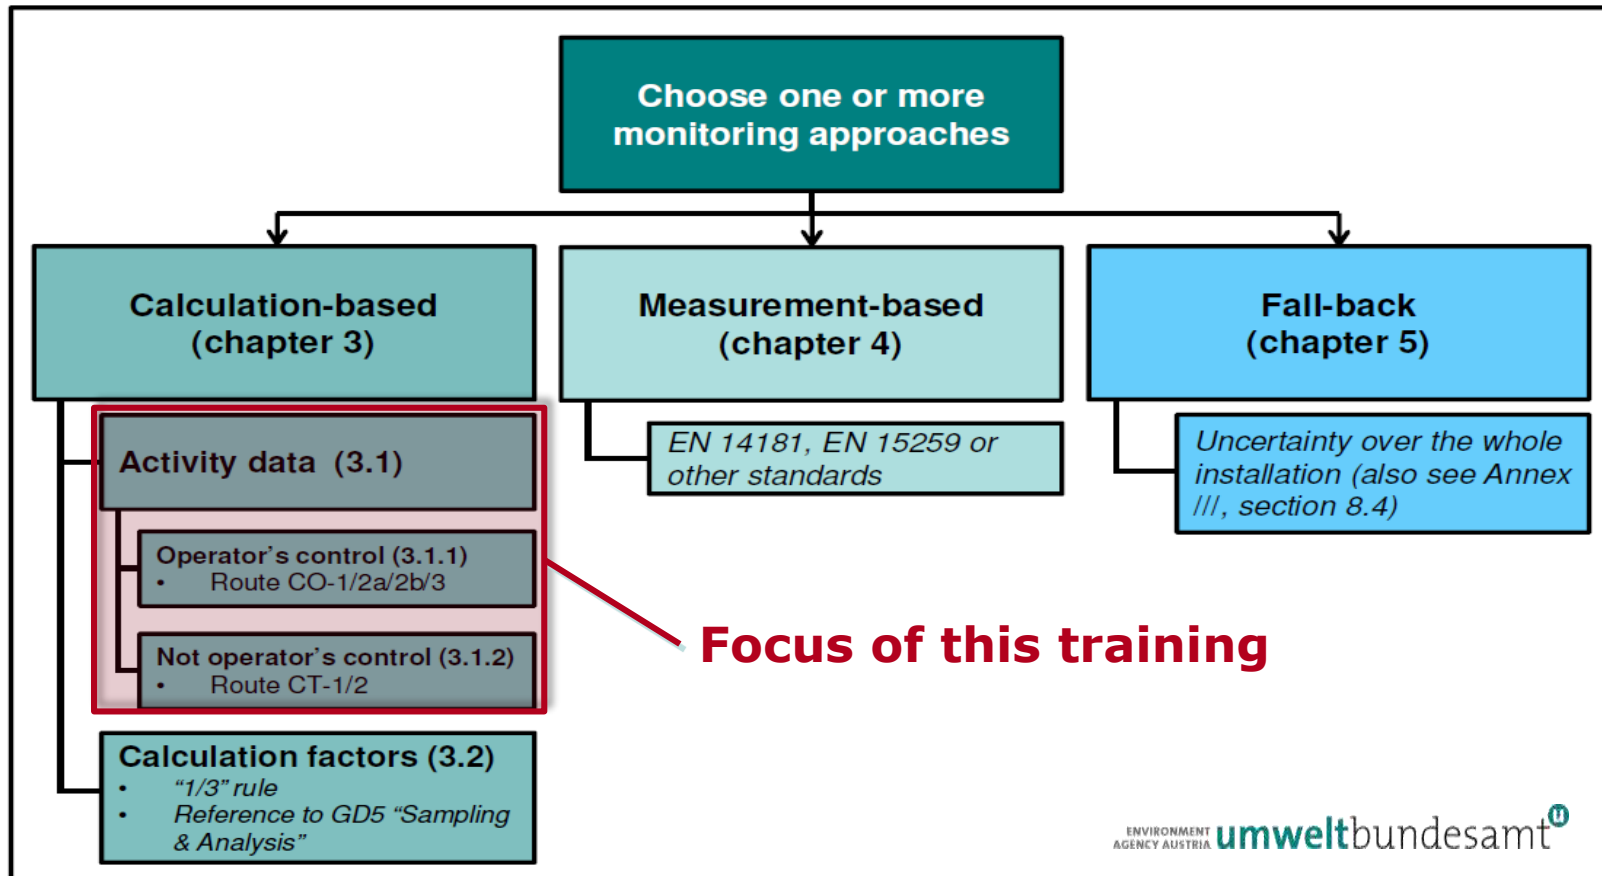 Choose one or more
monitoring approaches
Calculation-based
(chapter 3)
Measurement-based
(chapter 4)
Fall-back
(chapter 5)
Activity data (3.1)
Operator’s control (3.1.1)
• Route CO-1/2a/2b/3
Not operator’s control (3.1.2)
• Route CT-1/2
Calculation factors (3.2)
• “1/3” rule
• Reference to GD5 “Sampling
& Analysis”
EN 14181, EN 15259 or
other standards
Uncertainty over the whole
installation (also see Annex
III, section 8.4)
Focus of this training
ENVIRONMENT
AGENCY AUSTRIA umweltbundesamt u